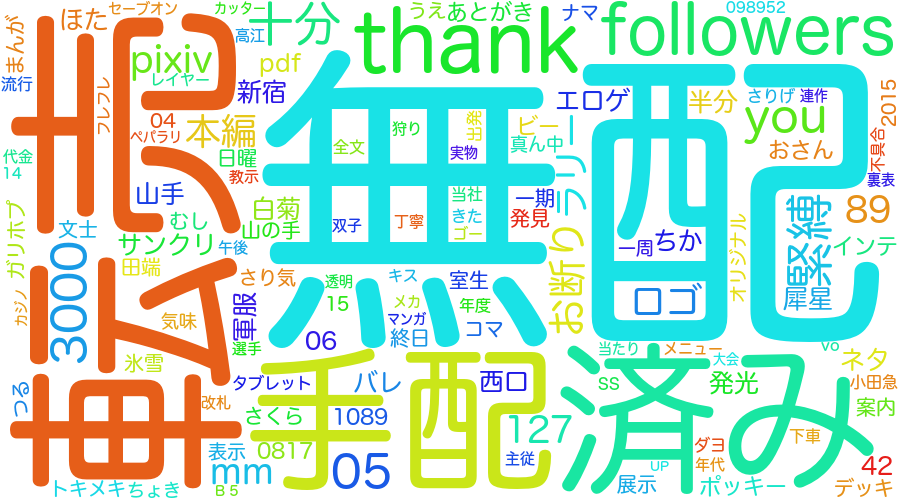 無配
転売
手配
済み
thank
followers
you
まんが
ほた
セーブオン
カッター
高江
十分
うえ
あとがき
ナマ
098952
流行
フレフレ
レイヤー
pixiv
pdf
新宿
エロゲ
半分
さりげ
連作
2015
04
ペパラリ
本編
全文
狩り
出発
ビー
真ん中
おさん
不具合
代金
14
日曜
教示
実物
裏表
山手
白菊
双子
丁寧
当社
きた
ゴー
一期
発見
ラリー
89
文士
むし
山の手
サンクリ
午後
一周
ちか
オリジナル
緊縛
インテ
ガリホプ
3000
田端
さり気
透明
キス
室生
お断り
ロゴ
犀星
カジノ
軍服
15
メカ
年度
気味
選手
06
マンガ
終日
コマ
氷雪
当たり
メニュー
大会
vo
ネタ
つる
タブレット
バレ
西口
ss
発光
小田急
改札
さくら
1089
127
案内
表示
0817
ダヨ
下車
mm
05
主従
UP
年代
42
トキメキ
ちょき
B5
展示
ポッキー
デッキ